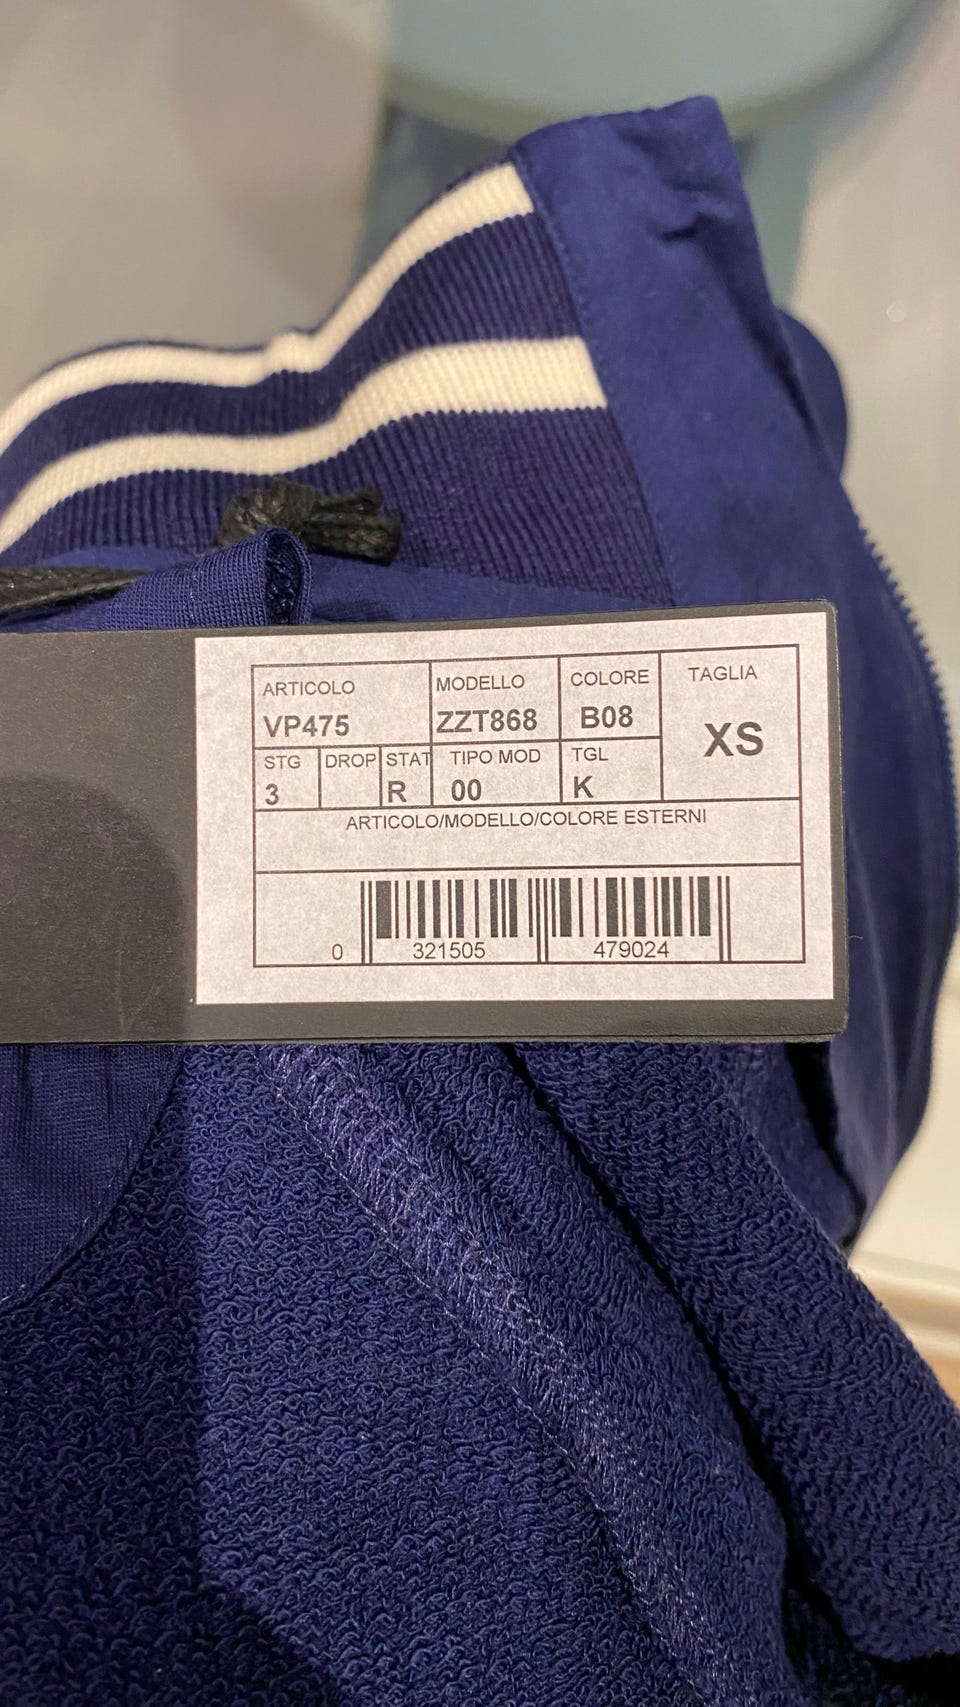 ARTICOLO MODELLO COLORE TAGLIA
VP475 ZZT868 B08 XS
STG DROP STAT TIPO MOD TGL
3 R 00 K
ARTICOLO/MODELLO/COLORE ESTERNI
0 321505 479024